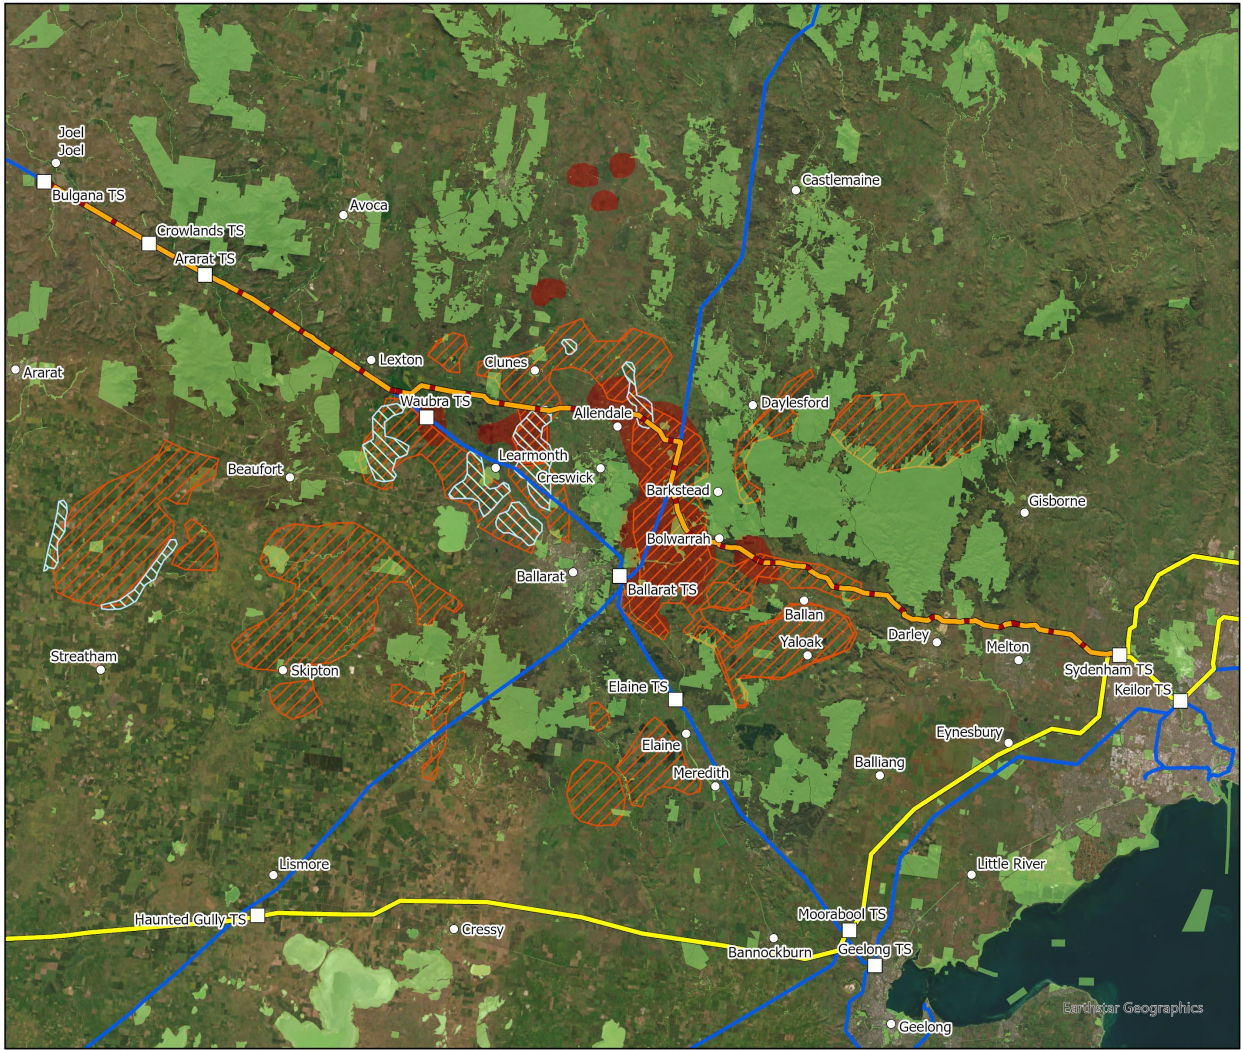 Joel
Joel
Bulgana TS
Castlemaine
Avoca
Crowlands TS
Ararat TS
Lexton
Clunes
Ararat
Waubra TS
Allendale
Daylesford
Learmonth
Beaufort
Creswick
Barkstead
Gisborne
Bolwarrah
Ballarat
Ballarat TS
Ballan
Darley
Yaloak
Melton
Streatham
Skipton
Sydenham TS
Elaine TS
Keilor TS
Eynesbury
Elaine
Balliang
Meredith
Lismore
Little River
Haunted Gully TS
Moorabool TS
Cressy
Bannockburn
Geelong TS
Earthstar Geographics
Geelong